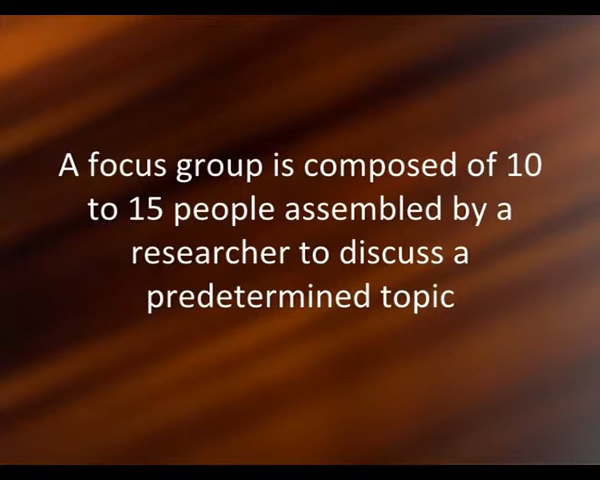 A focus group is composed of 10
to 15 people assembled by a
researcher to discuss a
predetermined topic